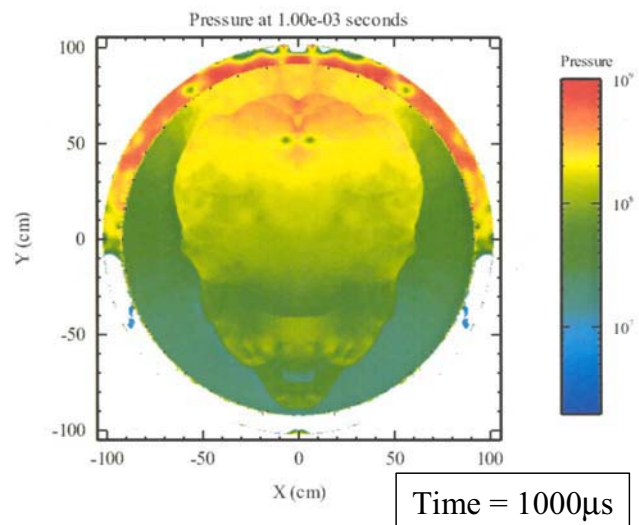 Pressure at 1.00e-03 seconds
100
50
0
-50
-100
Y (cm)
-100 -50 0 50 100
X (cm)
Pressure
10⁹
10⁸
10⁷
Time = 1000μs